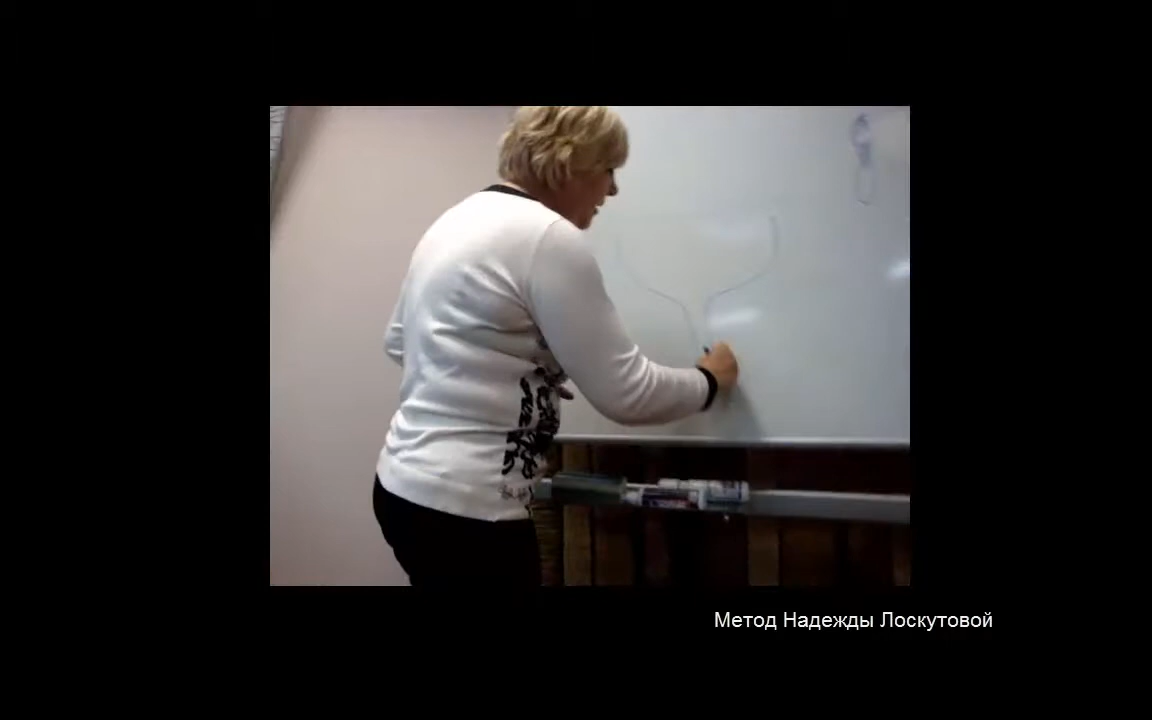 Метод Надежды Лоскутовой